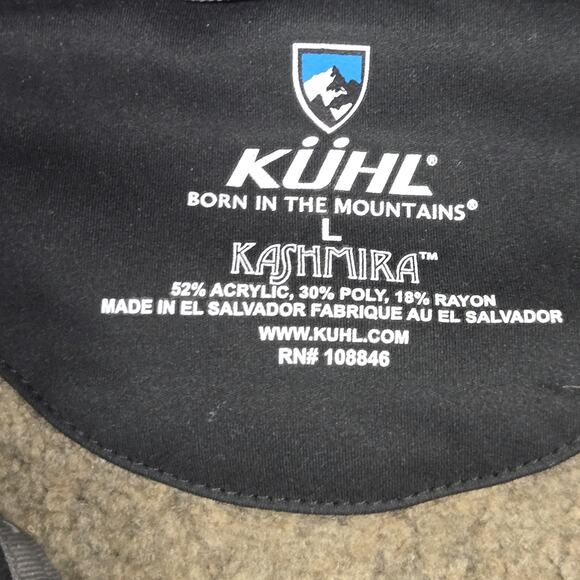 KÜHL®
BORN IN THE MOUNTAINS®
L
KASHMIRA™
52% ACRYLIC, 30% POLY, 18% RAYON
MADE IN EL SALVADOR FABRIQUE AU EL SALVADOR
WWW.KUHL.COM
RN# 108846